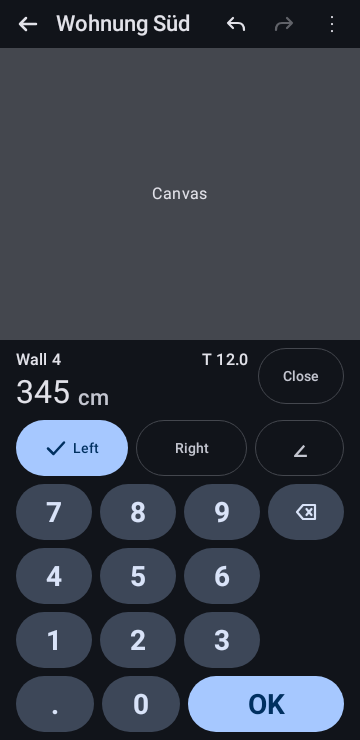 Wohnung Süd
Canvas
Wall 4
T 12.0
345 cm
Close
Left
Right
7 8 9
4 5 6
1 2 3
. 0 OK